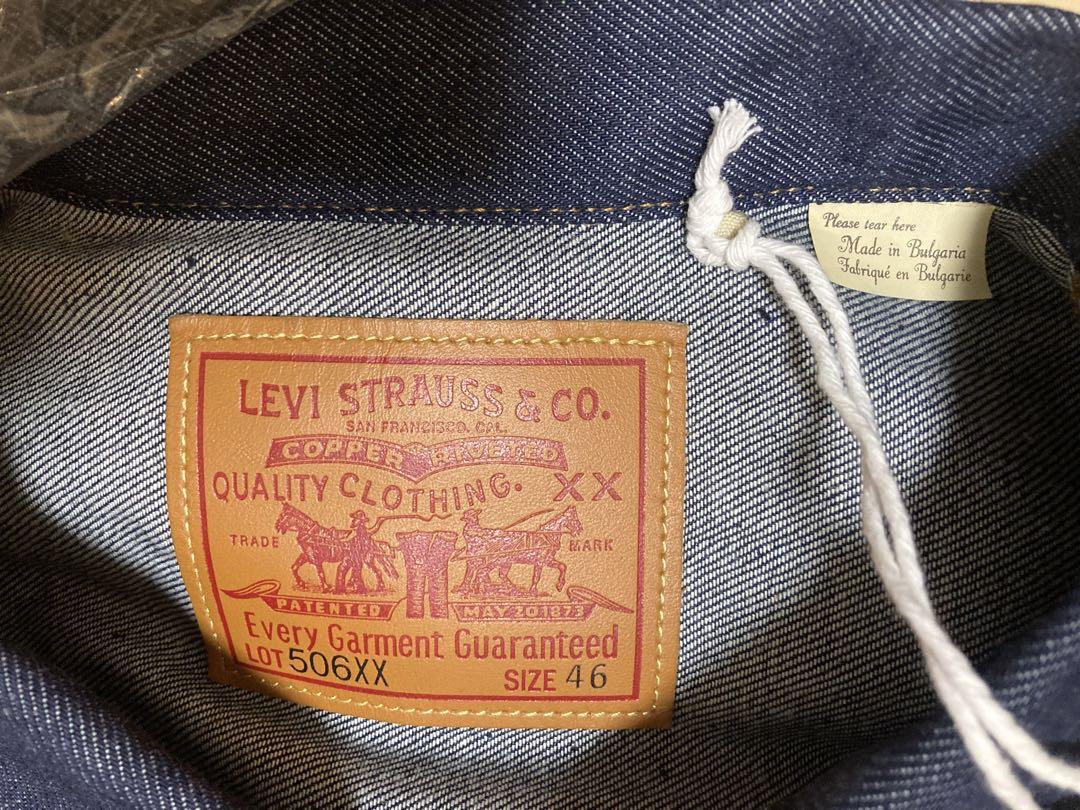 Please tear here
Made in Bulgaria
Fabriqué en Bulgarie
LEVI STRAUSS & CO.
SAN FRANCISCO. CAL.
COPPER RIVETED
QUALITY CLOTHING. XX
TRADE MARK
PATENTED MAY 20 1873
Every Garment Guaranteed
LOT 506XX SIZE 46